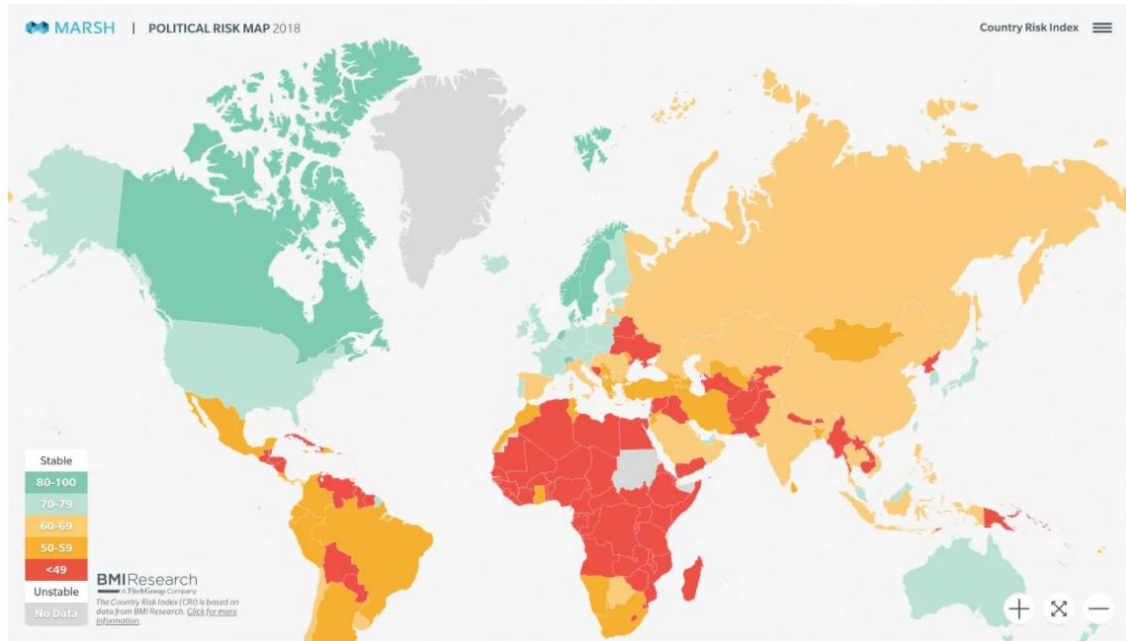 MARSH | POLITICAL RISK MAP 2018
Country Risk Index
Stable
80-100
70-79
60-69
50-59
<49
Unstable
No Data
BMI Research
A FitchGroup Company
The Country Risk Index (CRI) is based on
data from BMI Research. Click for more
information.